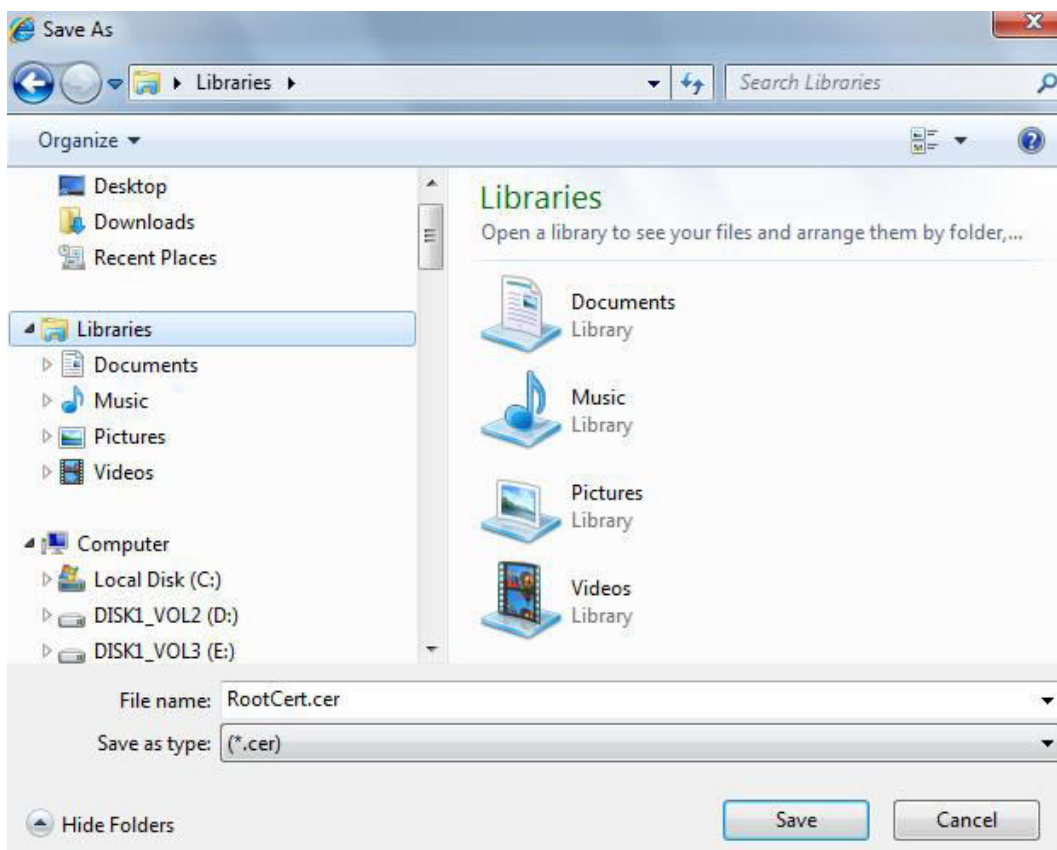 Save As
Libraries
Search Libraries
Organize
Desktop
Downloads
Recent Places
Libraries
Documents
Music
Pictures
Videos
Computer
Local Disk (C:)
DISK1_VOL2 (D:)
DISK1_VOL3 (E:)
Libraries
Open a library to see your files and arrange them by folder,...
Documents
Library
Music
Library
Pictures
Library
Videos
Library
File name: RootCert.cer
Save as type: (*.cer)
Hide Folders
Save
Cancel